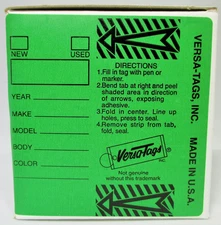 NEW
USED
YEAR
MAKE
MODEL
BODY
COLOR
DIRECTIONS
1.Fill in tag with pen or
marker.
2.Bend tab at right and peel
shaded area in direction
of arrows, exposing
adhesive.
3.Fold in center. Line up
holes, press to seal.
4.Remove strip from tab,
fold, seal.
Versa-Tags
INC.
Not genuine
without this trademark
VERSA-TAGS, INC.
MADE IN U.S.A.